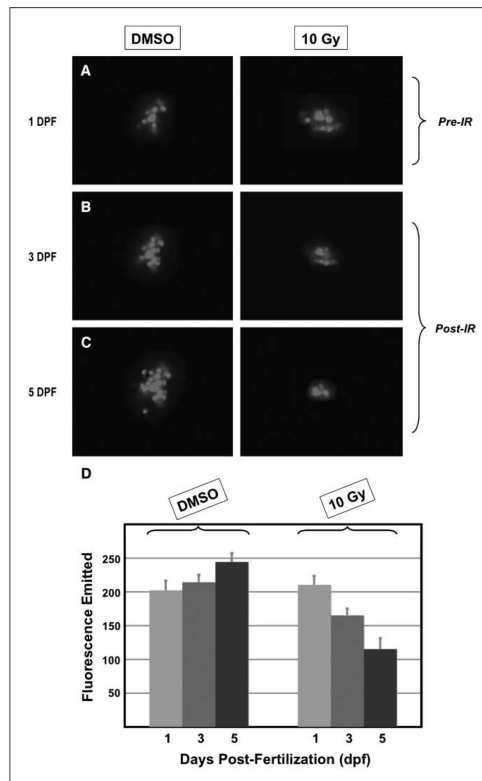 DMSO
10 Gy
A
1 DPF
Pre-IR
B
3 DPF
Post-IR
C
5 DPF
D
DMSO
10 Gy
Fluorescence Emitted
250
200
150
100
50
1 3 5 1 3 5
Days Post-Fertilization (dpf)